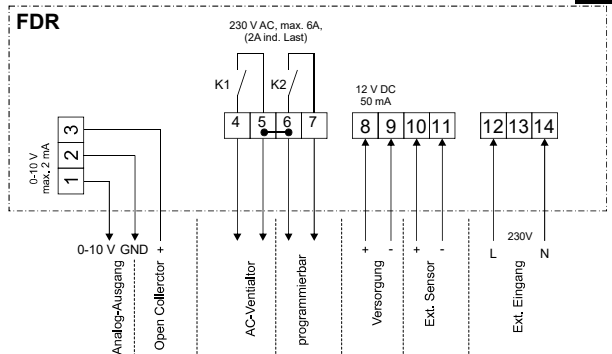 FDR
230 V AC, max. 6A,
(2A ind. Last)
K1
K2
12 V DC
50 mA
0-10 V
max. 2 mA
3
2
1
4 5 6 7
8 9 10 11
12 13 14
230V
0-10 V GND +
+ - + -
L N
Analog-Ausgang
Open Collerctor
AC-Ventialtor
programmierbar
Versorgung
Ext. Sensor
Ext. Eingang